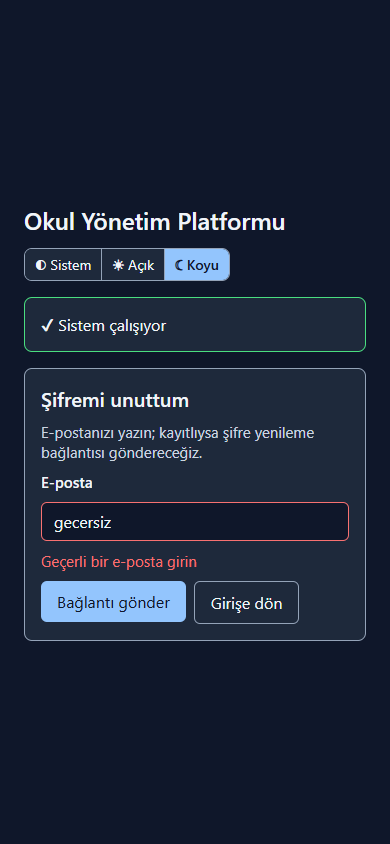 Okul Yönetim Platformu
◐ Sistem ☀ Açık ☾ Koyu
✓ Sistem çalışıyor
Şifremi unuttum
E-postanızı yazın; kayıtlıysa şifre yenileme
bağlantısı göndereceğiz.
E-posta
gecersiz
Geçerli bir e-posta girin
Bağlantı gönder Girişe dön